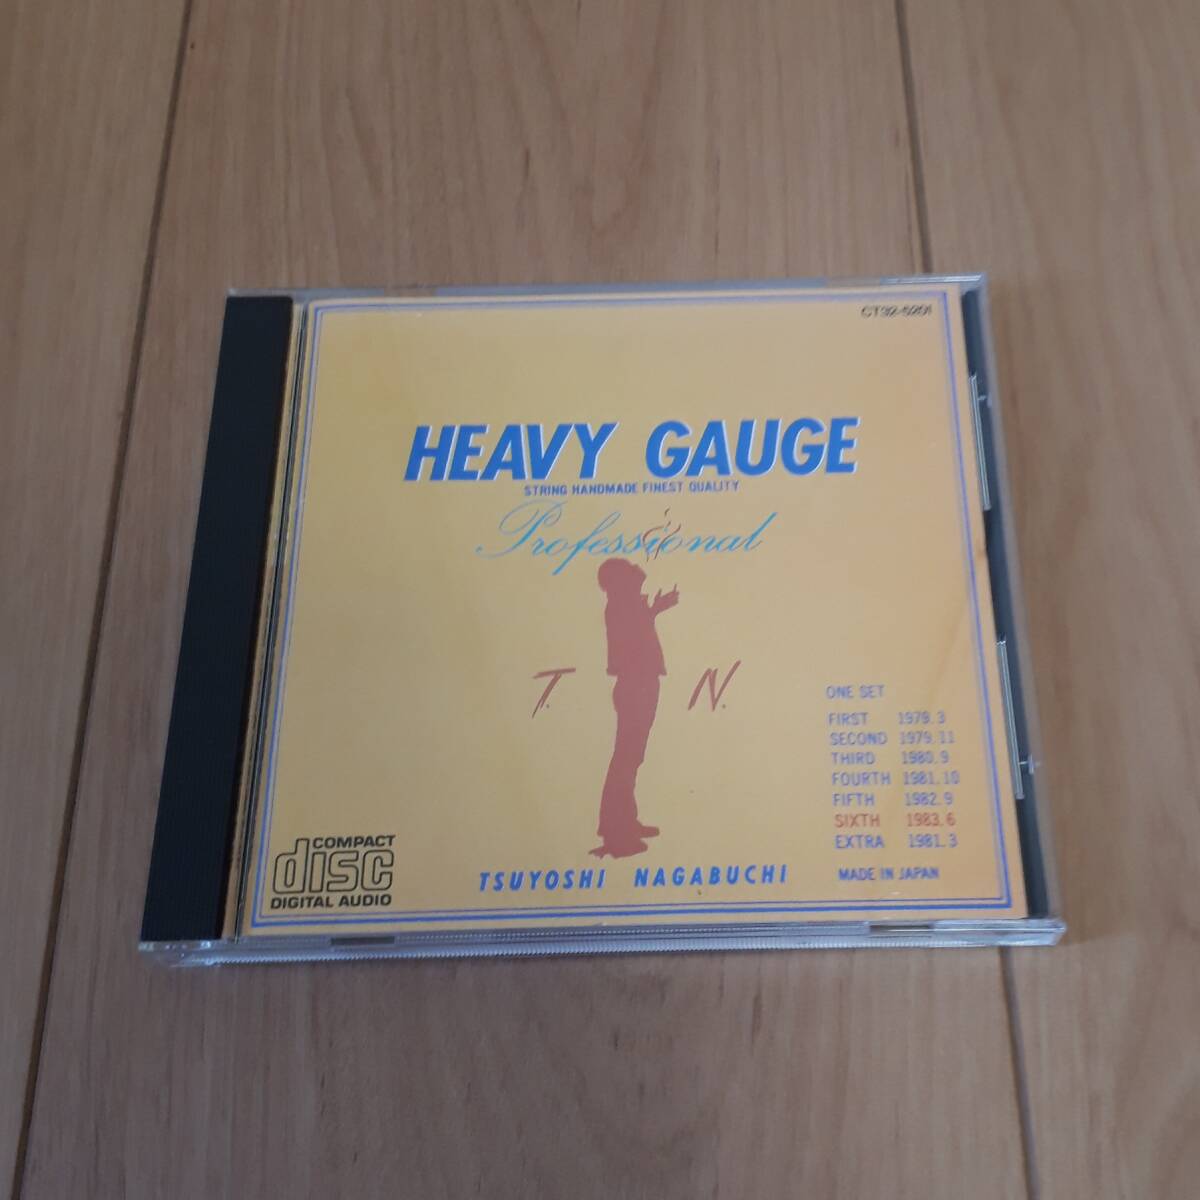 CT32-5201
HEAVY GAUGE
STRING HANDMADE FINEST QUALITY
Professional
T. N.
ONE SET
FIRST 1979.3
SECOND 1979.11
THIRD 1980.9
FOURTH 1981.10
FIFTH 1982.9
SIXTH 1983.6
EXTRA 1981.3
MADE IN JAPAN
TSUYOSHI NAGABUCHI
COMPACT
disc
DIGITAL AUDIO